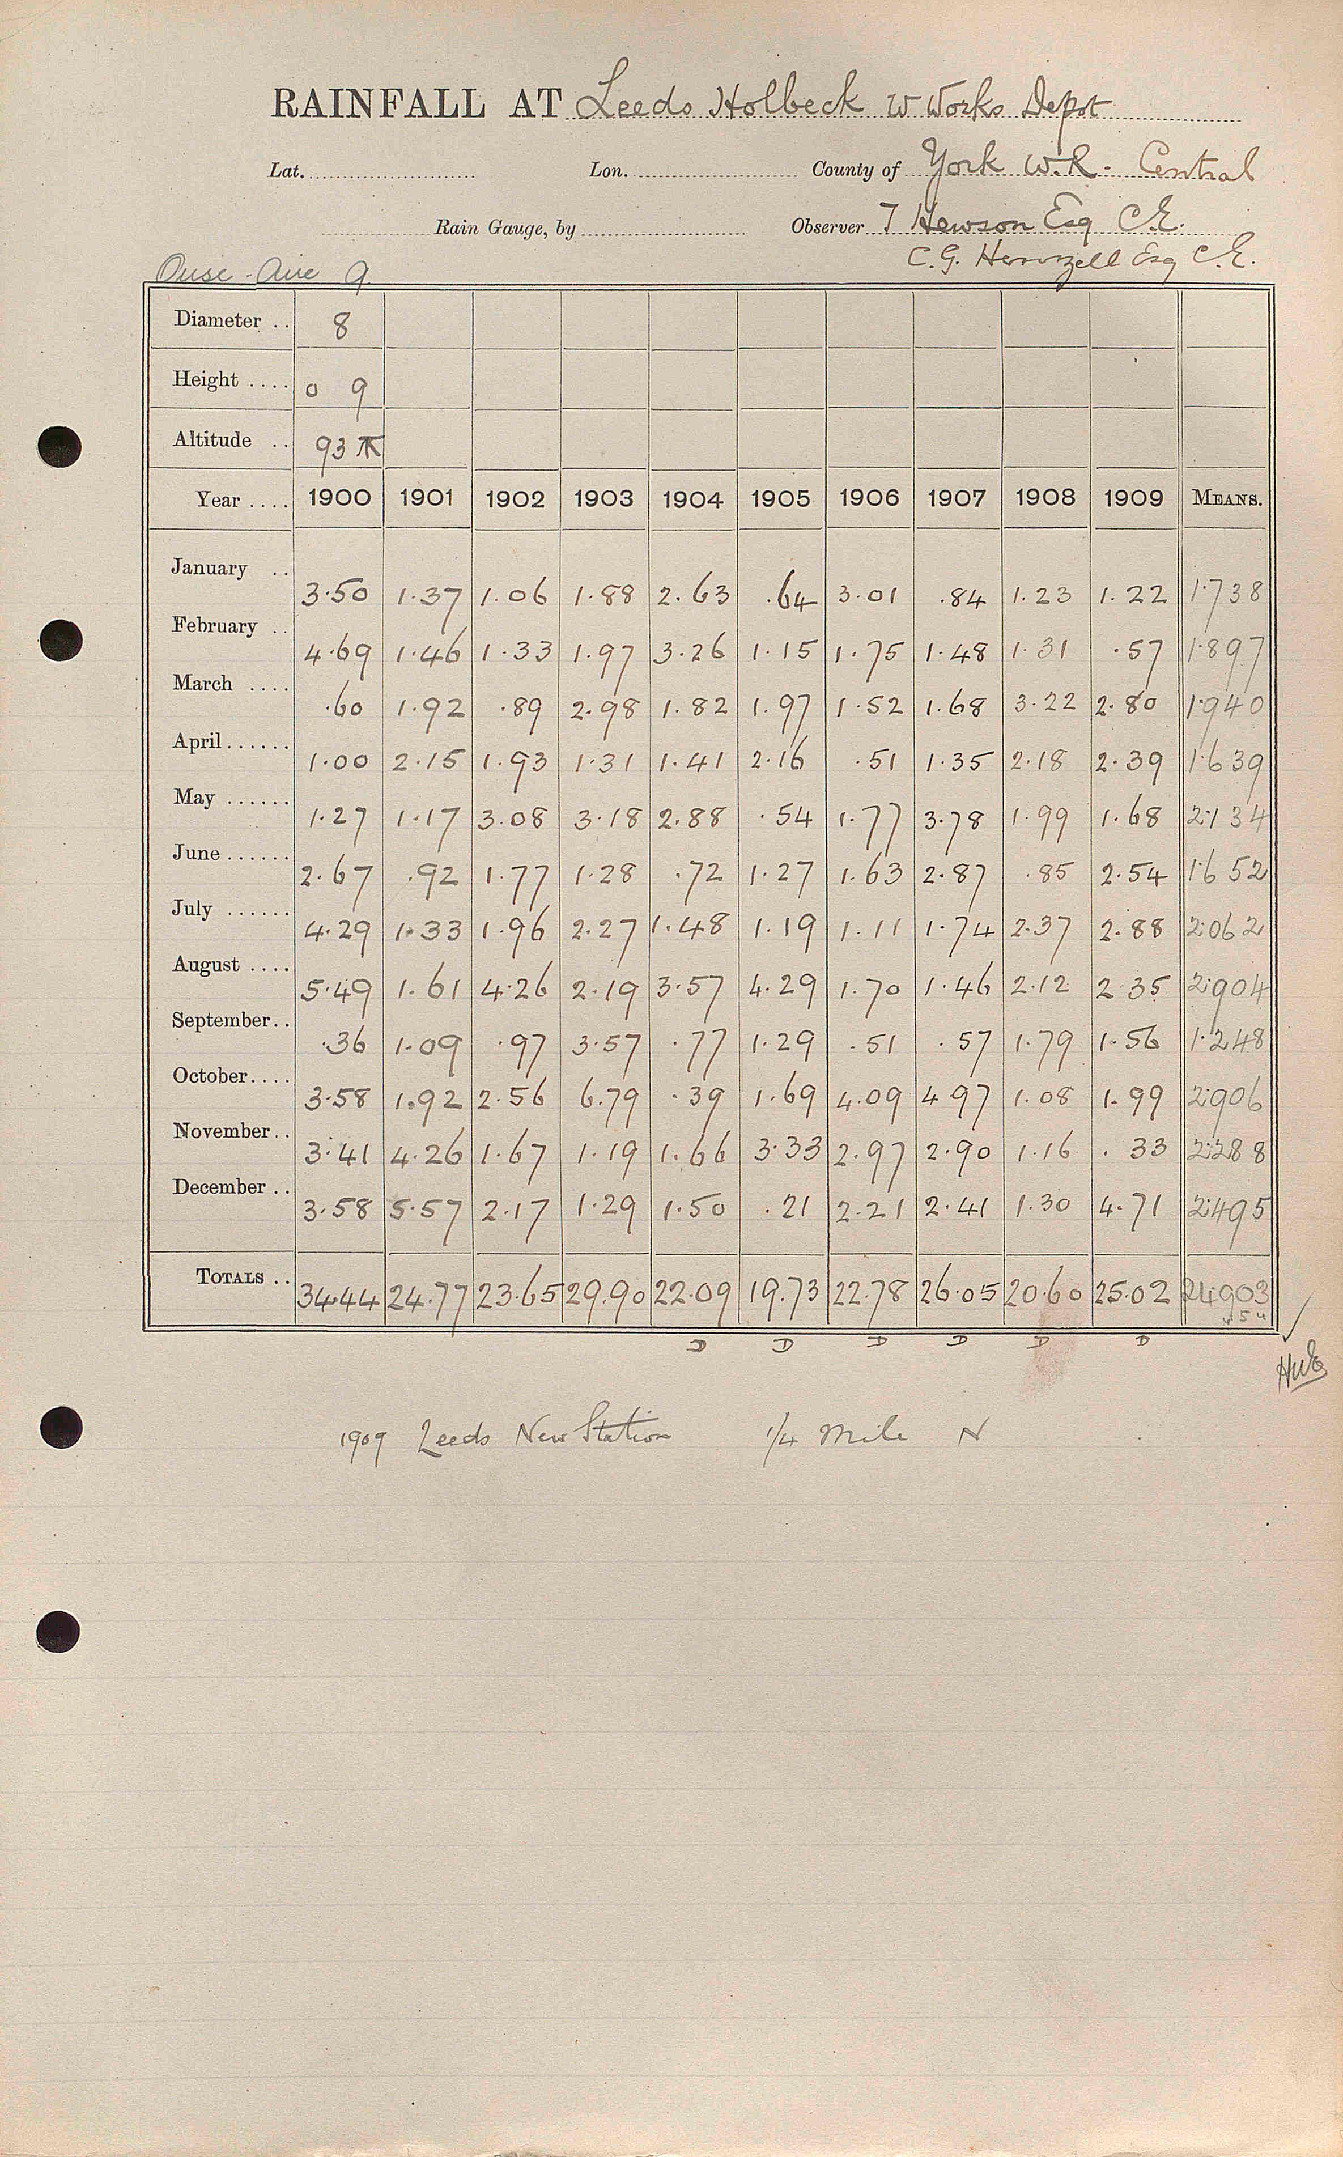 RAINFALL AT Leeds Holbeck W Works Depot
Lat. Lon. County of York W.R. Central
Rain Gauge, by Observer T Hewson Esq C.E.
C.G. Henzell Esq C.E.
Ouse - Aire 9
Diameter .. 8
Height .... 0 9
Altitude .. 93
Year .... 1900 1901 1902 1903 1904 1905 1906 1907 1908 1909 MEANS.
January .. 3.50 1.37 1.06 1.88 2.63 .64 3.01 .84 1.23 1.22 1.738
February .. 4.69 1.46 1.33 1.97 3.26 1.15 1.75 1.48 1.31 .57 1.897
March .... .60 1.92 .89 2.98 1.82 1.97 1.52 1.68 3.22 2.80 1.940
April...... 1.00 2.15 1.93 1.31 1.41 2.16 .51 1.35 2.18 2.39 1.639
May ...... 1.27 1.17 3.08 3.18 2.88 .54 1.77 3.78 1.99 1.68 2.134
June ...... 2.67 .92 1.77 1.28 .72 1.27 1.63 2.87 .85 2.54 1.652
July ...... 4.29 1.33 1.96 2.27 1.48 1.19 1.11 1.74 2.37 2.88 2.062
August .... 5.49 1.61 4.26 2.19 3.57 4.29 1.70 1.46 2.12 2.35 2.904
September.. .36 1.09 .97 3.57 .77 1.29 .51 .57 1.79 1.56 1.248
October.... 3.58 1.92 2.56 6.79 .39 1.69 4.09 4.97 1.08 1.99 2.906
November.. 3.41 4.26 1.67 1.19 1.66 3.33 2.97 2.90 1.16 .33 2.288
December .. 3.58 5.57 2.17 1.29 1.50 .21 2.21 2.41 1.30 4.71 2.495
TOTALS .. 34.44 24.77 23.65 29.90 22.09 19.73 22.78 26.05 20.60 25.02 24.903
" 5 "
D D D D D D
1909 Leeds New Station 1/4 Mile N